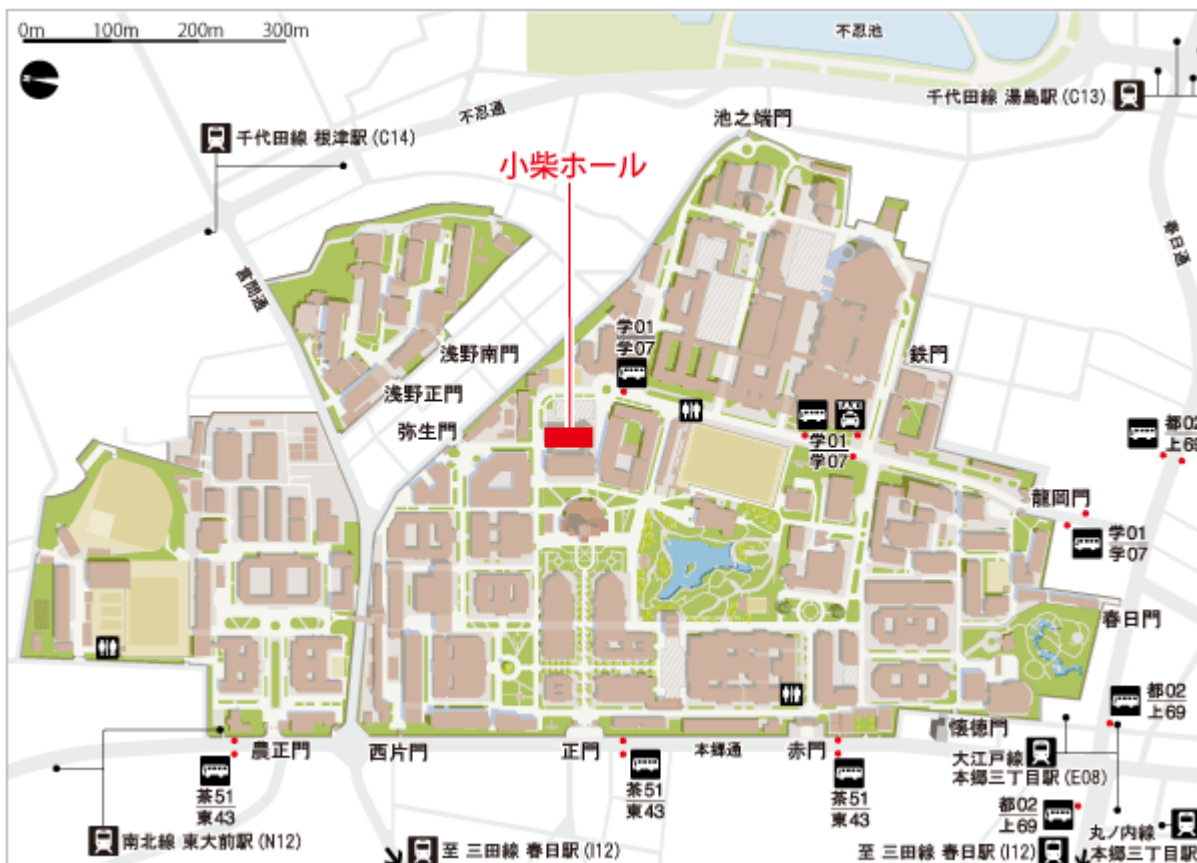 0m 100m 200m 300m
不忍池
千代田線 湯島駅 (C13)
不忍通
池之端門
千代田線 根津駅 (C14)
小柴ホール
春日通
言問通
学01
学07
浅野南門
鉄門
浅野正門
弥生門
TAXI
学01
学07
都02
上69
龍岡門
学01
学07
春日門
都02
上69
農正門
西片門
正門
本郷通
赤門
懐徳門
大江戸線
本郷三丁目駅 (E08)
茶51
東43
茶51
東43
茶51
東43
都02
上69
丸ノ内線
本郷三丁目駅
南北線 東大前駅 (N12)
至 三田線 春日駅 (I12)
至 三田線 春日駅 (I12)